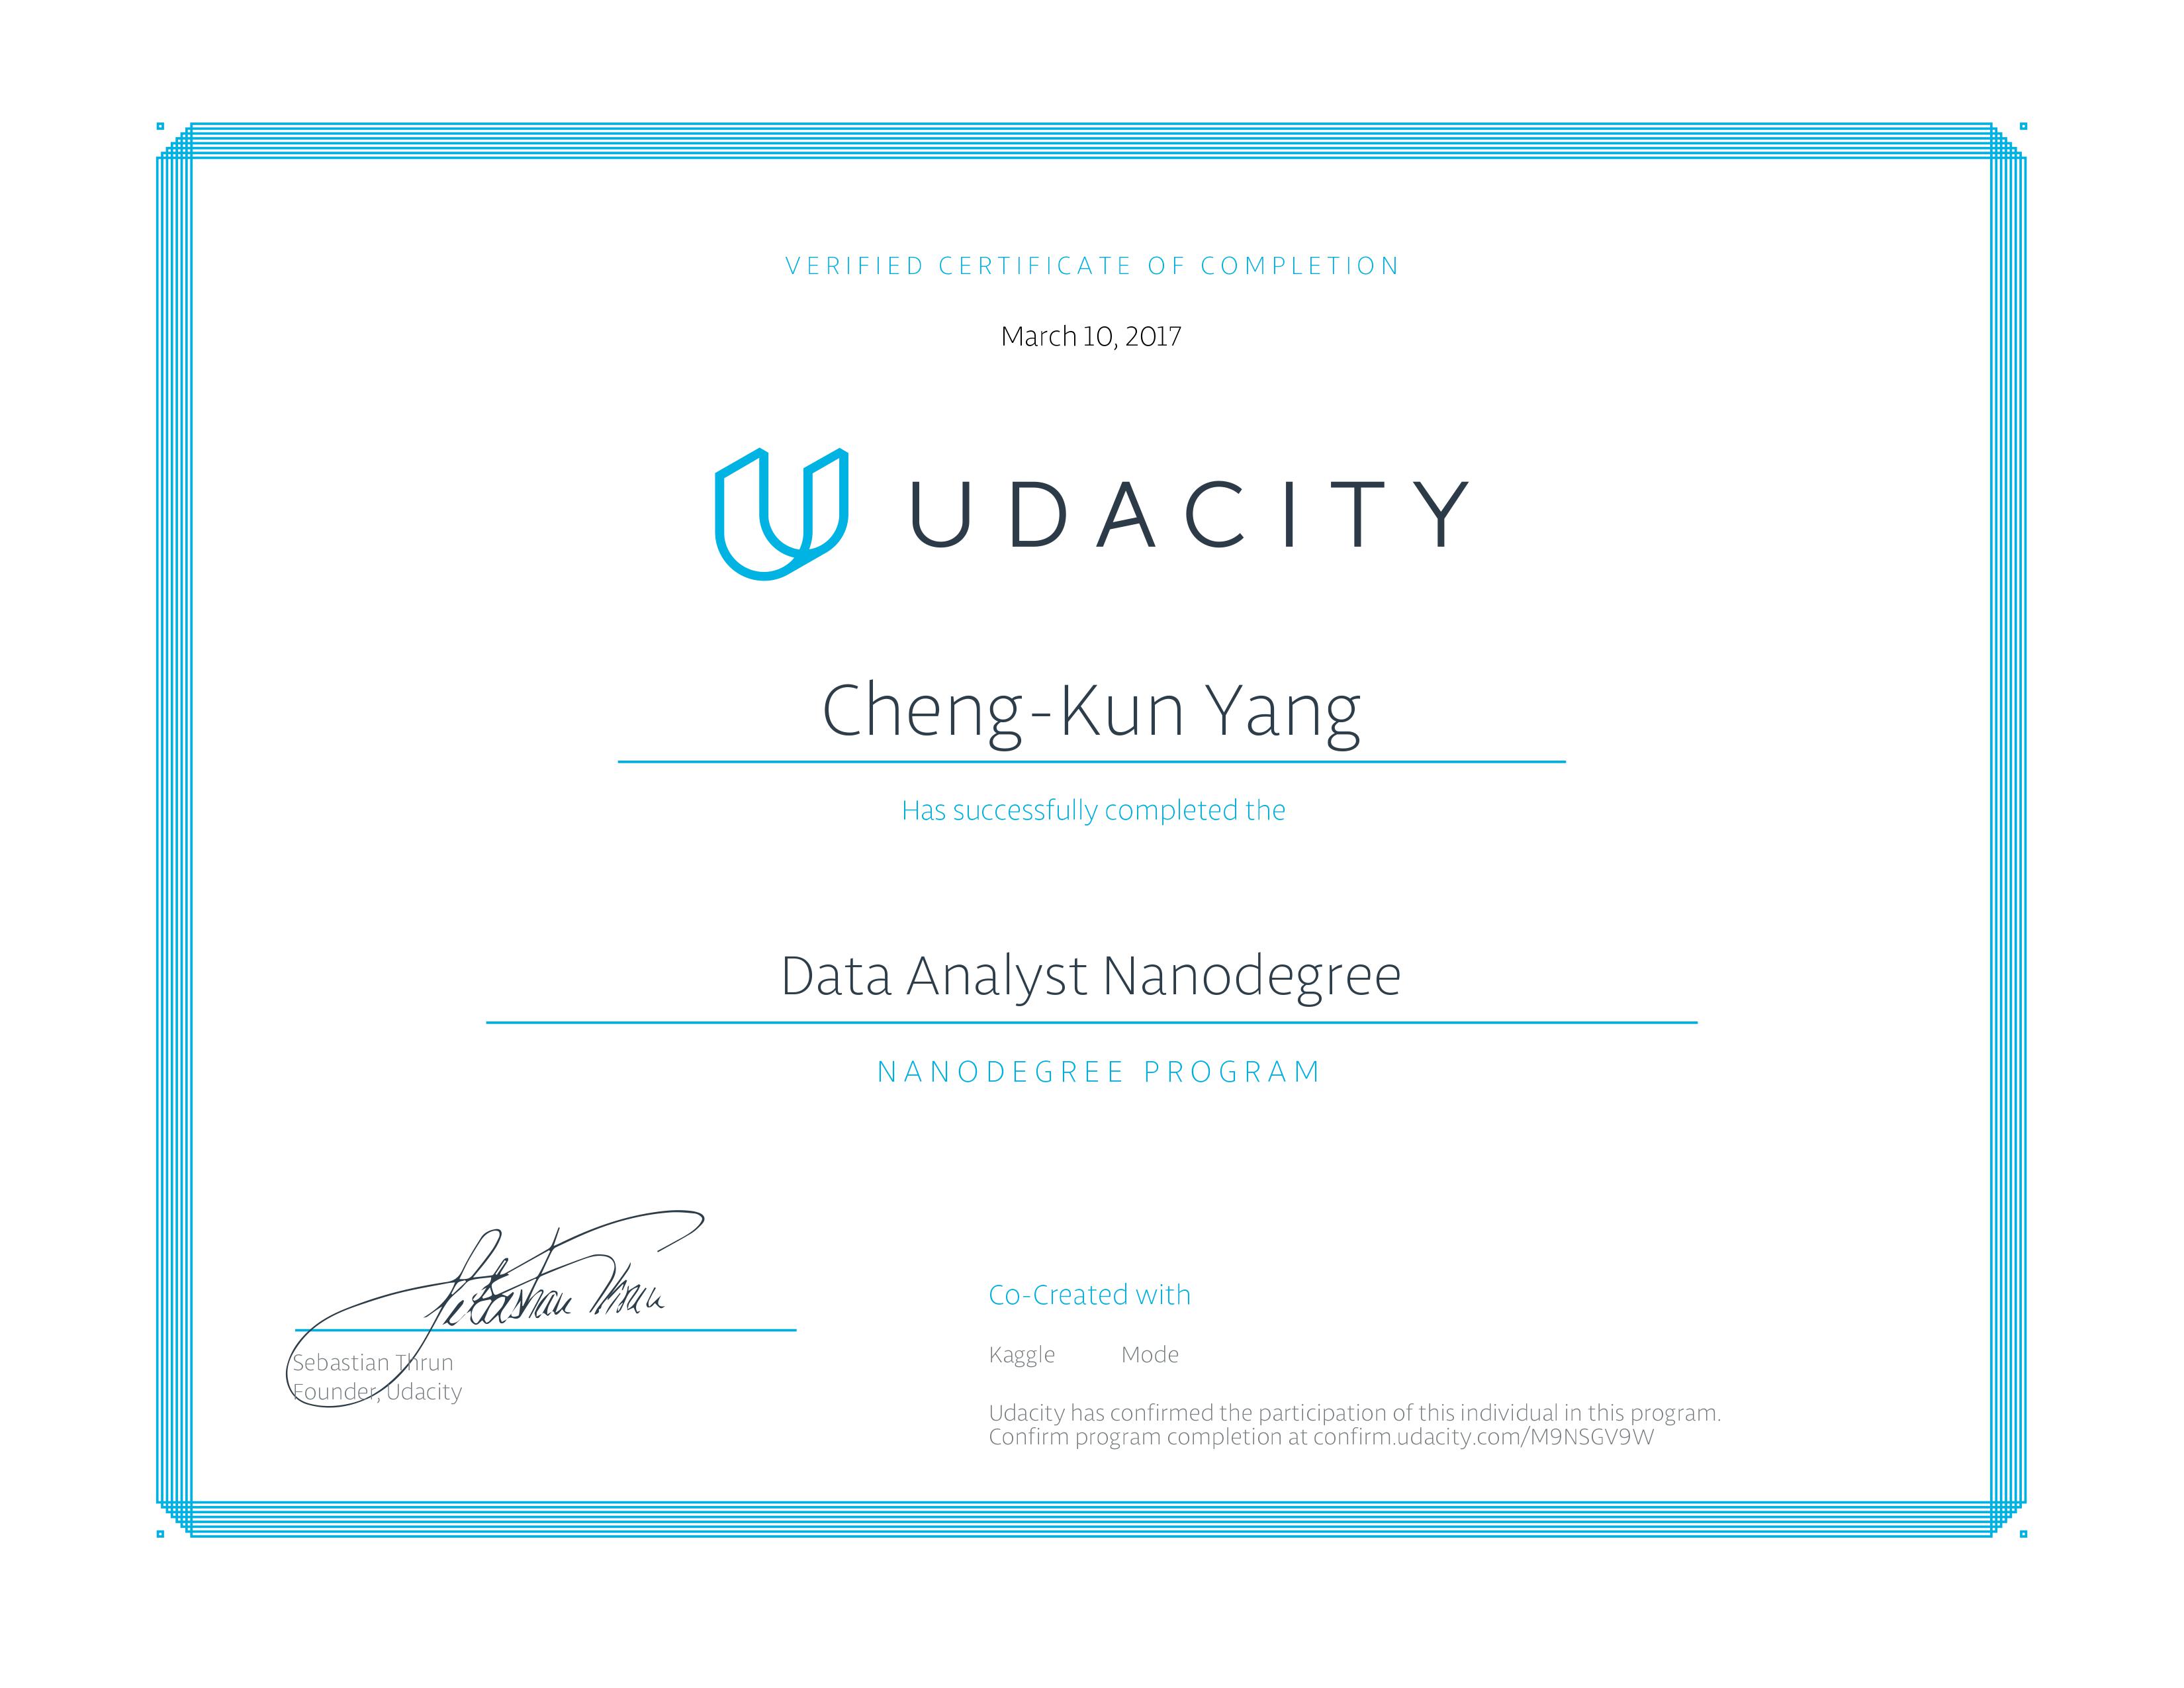 VERIFIED CERTIFICATE OF COMPLETION
March 10, 2017
UDACITY
Cheng-Kun Yang
Has successfully completed the
Data Analyst Nanodegree
NANODEGREE PROGRAM
Sebastian Thrun
Sebastian Thrun
Founder, Udacity
Co-Created with
Kaggle Mode
Udacity has confirmed the participation of this individual in this program.
Confirm program completion at confirm.udacity.com/M9NSGV9W